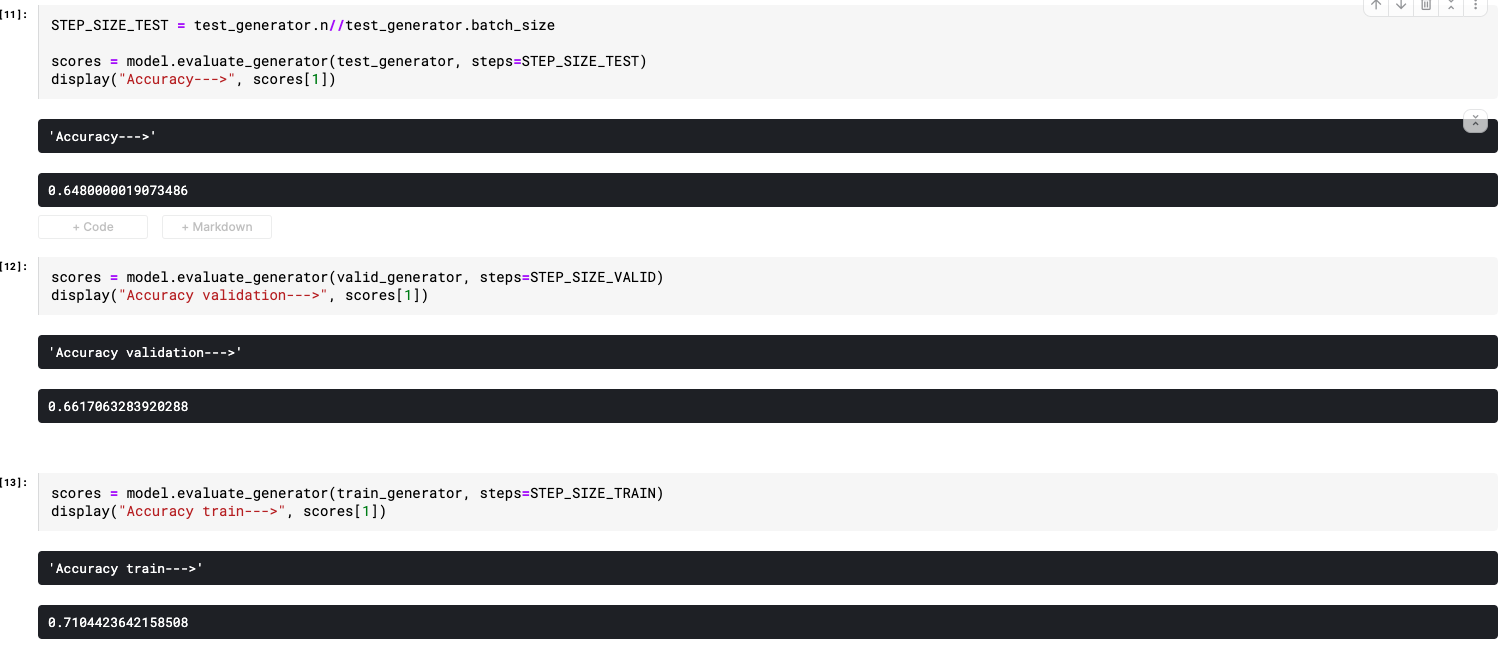 [11]:
STEP_SIZE_TEST = test_generator.n//test_generator.batch_size
scores = model.evaluate_generator(test_generator, steps=STEP_SIZE_TEST)
display("Accuracy--->", scores[1])
'Accuracy--->'
0.6480000019073486
+ Code + Markdown
[12]:
scores = model.evaluate_generator(valid_generator, steps=STEP_SIZE_VALID)
display("Accuracy validation--->", scores[1])
'Accuracy validation--->'
0.6617063283920288
[13]:
scores = model.evaluate_generator(train_generator, steps=STEP_SIZE_TRAIN)
display("Accuracy train--->", scores[1])
'Accuracy train--->'
0.7104423642158508